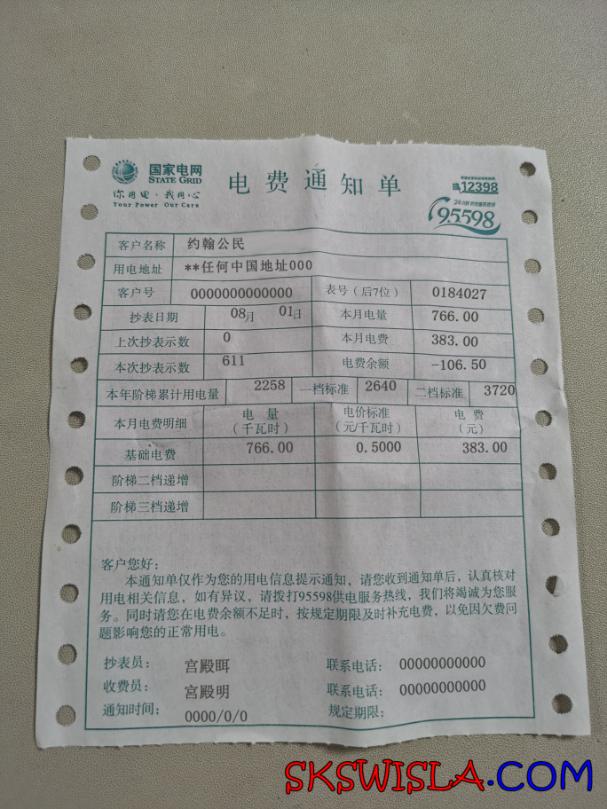 国家电网
STATE GRID
你用电·我用心
Your Power Our Care
电费通知单
12398
95598
客户名称 约翰公民
用电地址 **任何中国地址000
客户号 0000000000000 表号(后7位) 0184027
抄表日期 08月 01日 本月电量 766.00
上次抄表示数 0 本月电费 383.00
本次抄表示数 611 电费余额 -106.50
本年阶梯累计用电量 2258 一档标准 2640 二档标准 3720
本月电费明细 电 量 (千瓦时) 电价标准 (元/千瓦时) 电 费 (元)
基础电费 766.00 0.5000 383.00
阶梯二档递增
阶梯三档递增
客户您好:
本通知单仅作为您的用电信息提示通知,请您收到通知单后,认真核对
用电相关信息,如有异议,请拨打95598供电服务热线,我们将竭诚为您服
务。同时请您在电费余额不足时,按规定期限及时补充电费,以免因欠费问
题影响您的正常用电。
抄表员: 宫殿 联系电话: 00000000000
收费员: 宫殿明 联系电话: 00000000000
通知时间: 0000/0/0 规定期限:
SKSWISLA.COM